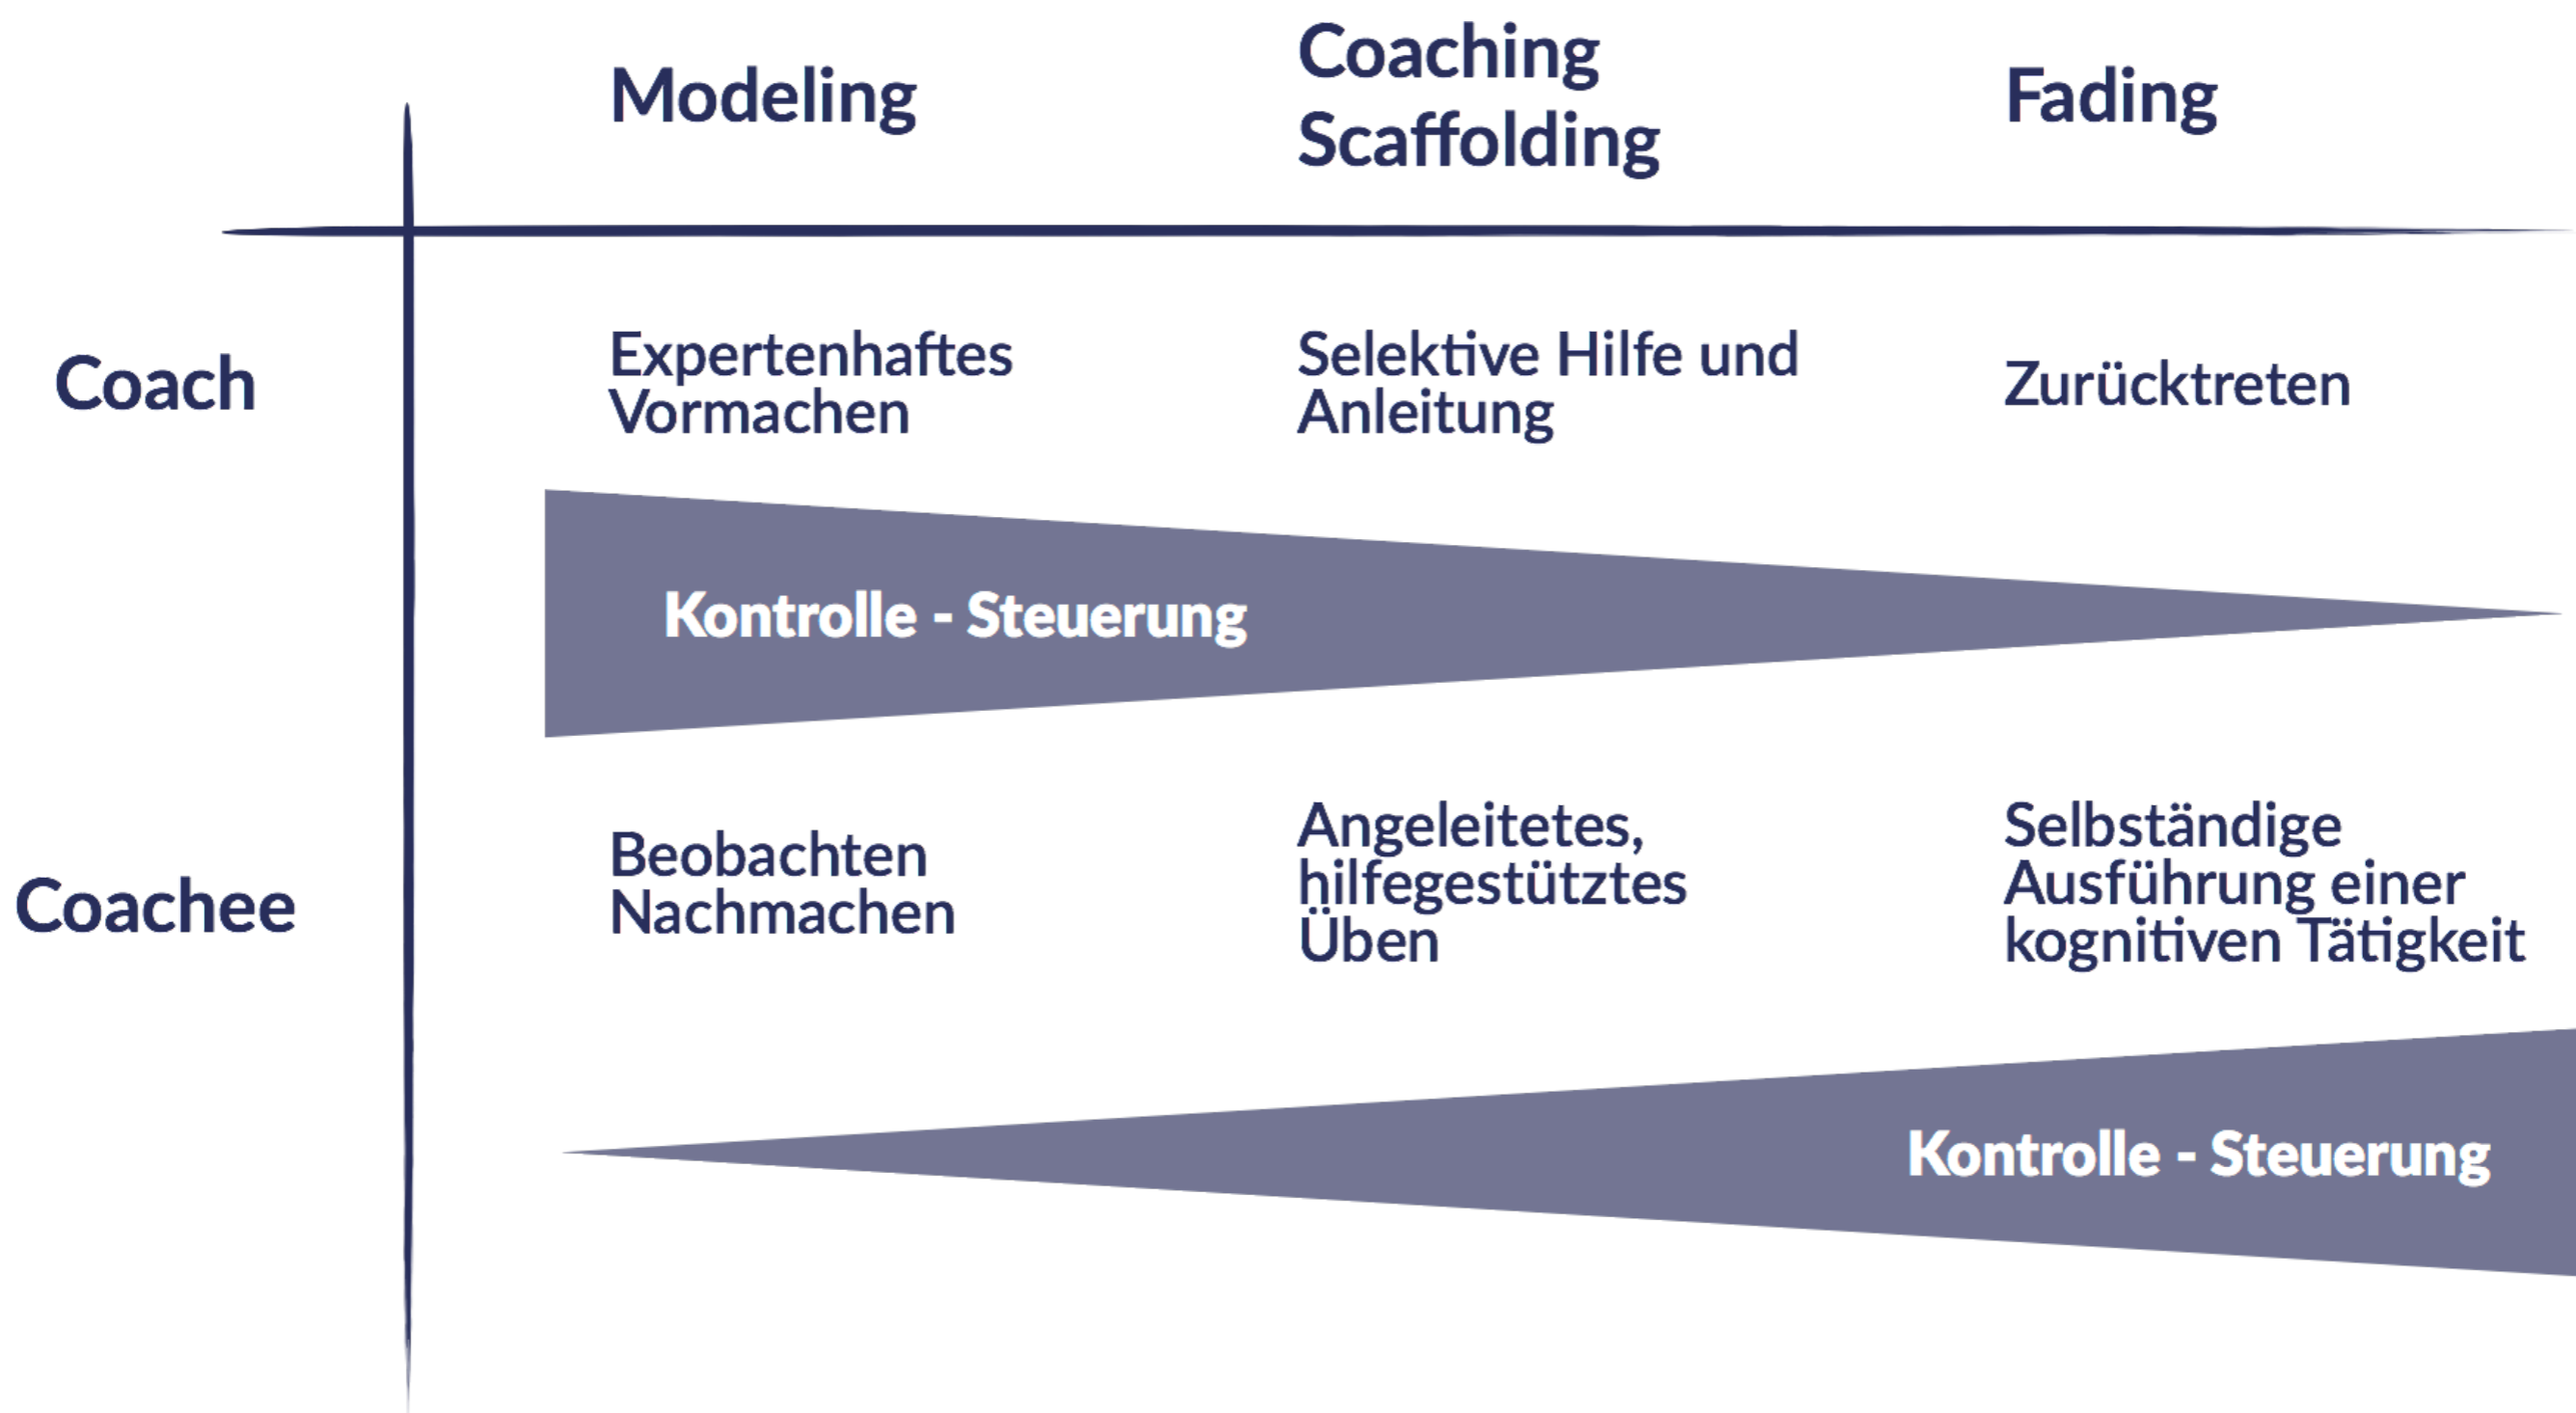 Modeling
Coaching
Scaffolding
Fading
Coach
Expertenhaftes
Vormachen
Selektive Hilfe und
Anleitung
Zurücktreten
Kontrolle - Steuerung
Coachee
Beobachten
Nachmachen
Angeleitetes,
hilfegestütztes
Üben
Selbständige
Ausführung einer
kognitiven Tätigkeit
Kontrolle - Steuerung